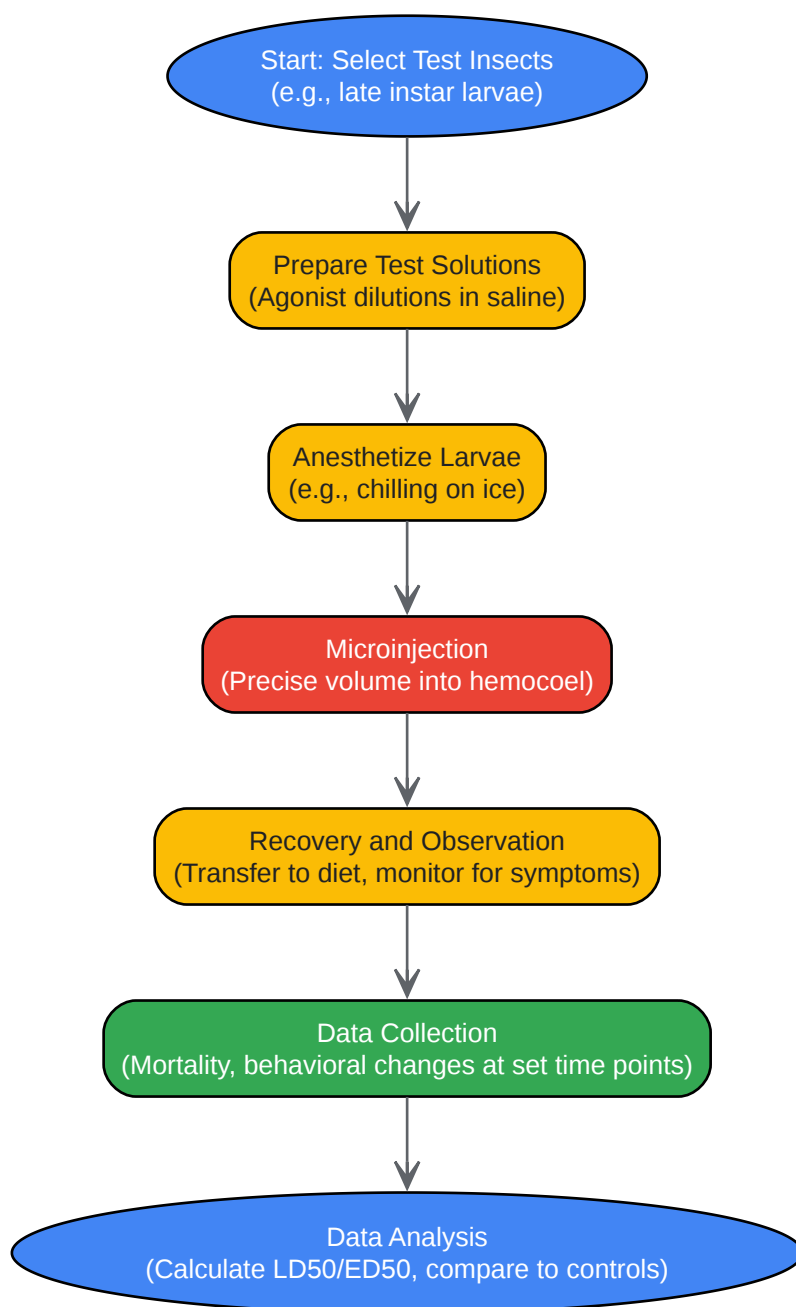 Start: Select Test Insects
(e.g., late instar larvae)
Prepare Test Solutions
(Agonist dilutions in saline)
Anesthetize Larvae
(e.g., chilling on ice)
Microinjection
(Precise volume into hemocoel)
Recovery and Observation
(Transfer to diet, monitor for symptoms)
Data Collection
(Mortality, behavioral changes at set time points)
Data Analysis
(Calculate LD50/ED50, compare to controls)